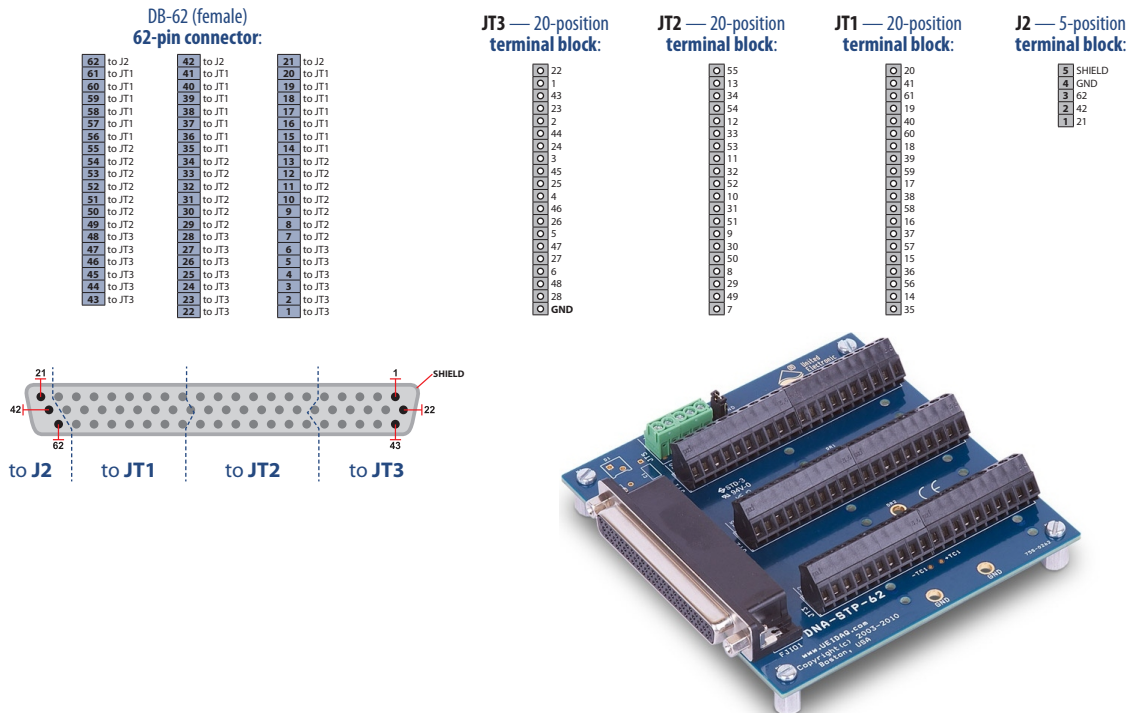 DB-62 (female)
62-pin connector:
62 to J2 42 to J2 21 to J2
61 to JT1 41 to JT1 20 to JT1
60 to JT1 40 to JT1 19 to JT1
59 to JT1 39 to JT1 18 to JT1
58 to JT1 38 to JT1 17 to JT1
57 to JT1 37 to JT1 16 to JT1
56 to JT1 36 to JT1 15 to JT1
55 to JT2 35 to JT1 14 to JT1
54 to JT2 34 to JT2 13 to JT2
53 to JT2 33 to JT2 12 to JT2
52 to JT2 32 to JT2 11 to JT2
51 to JT2 31 to JT2 10 to JT2
50 to JT2 30 to JT2 9 to JT2
49 to JT2 29 to JT2 8 to JT2
48 to JT3 28 to JT3 7 to JT2
47 to JT3 27 to JT3 6 to JT3
46 to JT3 26 to JT3 5 to JT3
45 to JT3 25 to JT3 4 to JT3
44 to JT3 24 to JT3 3 to JT3
43 to JT3 23 to JT3 2 to JT3
22 to JT3 1 to JT3
JT3 — 20-position
terminal block:
22
1
43
23
2
44
24
3
45
25
4
46
26
5
47
27
6
48
28
GND
JT2 — 20-position
terminal block:
55
13
34
54
12
33
53
11
32
52
10
31
51
9
30
50
8
29
49
7
JT1 — 20-position
terminal block:
20
41
61
19
40
60
18
39
59
17
38
58
16
37
57
15
36
56
14
35
J2 — 5-position
terminal block:
5 SHIELD
4 GND
3 62
2 42
1 21
21
1
SHIELD
42
22
62
43
to J2 to JT1 to JT2 to JT3
United
Electronic
STD-3
94V-0
CE
-TC1
+TC1
GND
GND
DNA-STP-62
FJIO1
www.UEIDAQ.com
Copyright(c) 2003-2010
Boston, USA